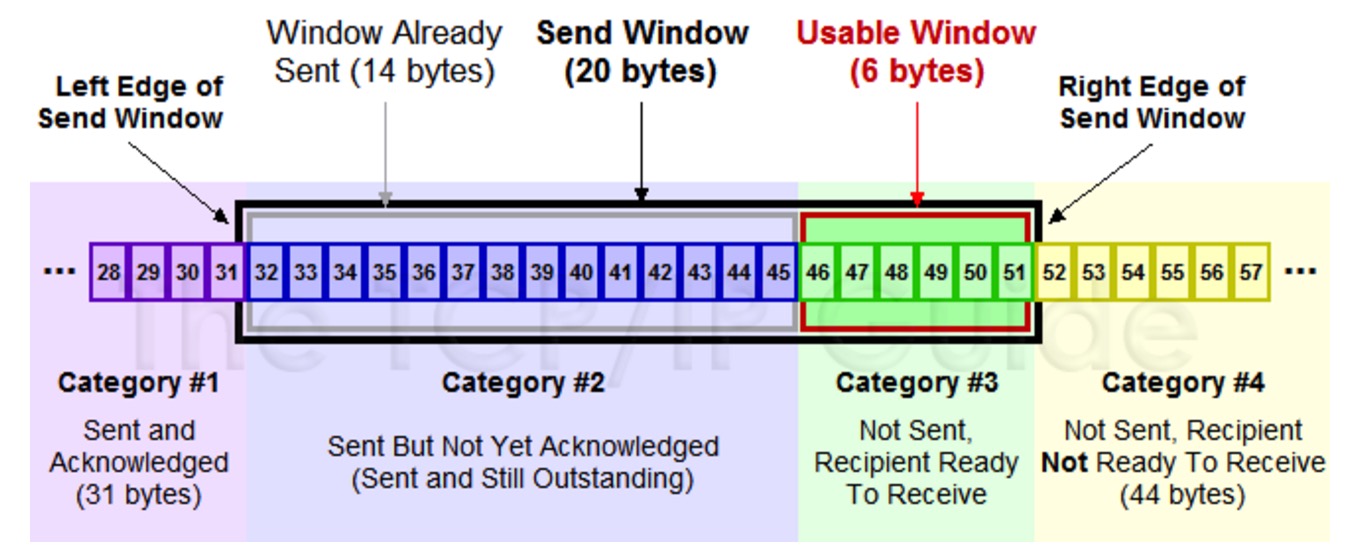 Window Already
Sent (14 bytes)
Send Window
(20 bytes)
Usable Window
(6 bytes)
Left Edge of
Send Window
Right Edge of
Send Window
... 28 29 30 31 32 33 34 35 36 37 38 39 40 41 42 43 44 45 46 47 48 49 50 51 52 53 54 55 56 57 ...
The TCP/IP Guide
Category #1
Sent and
Acknowledged
(31 bytes)
Category #2
Sent But Not Yet Acknowledged
(Sent and Still Outstanding)
Category #3
Not Sent,
Recipient Ready
To Receive
Category #4
Not Sent, Recipient
Not Ready To Receive
(44 bytes)